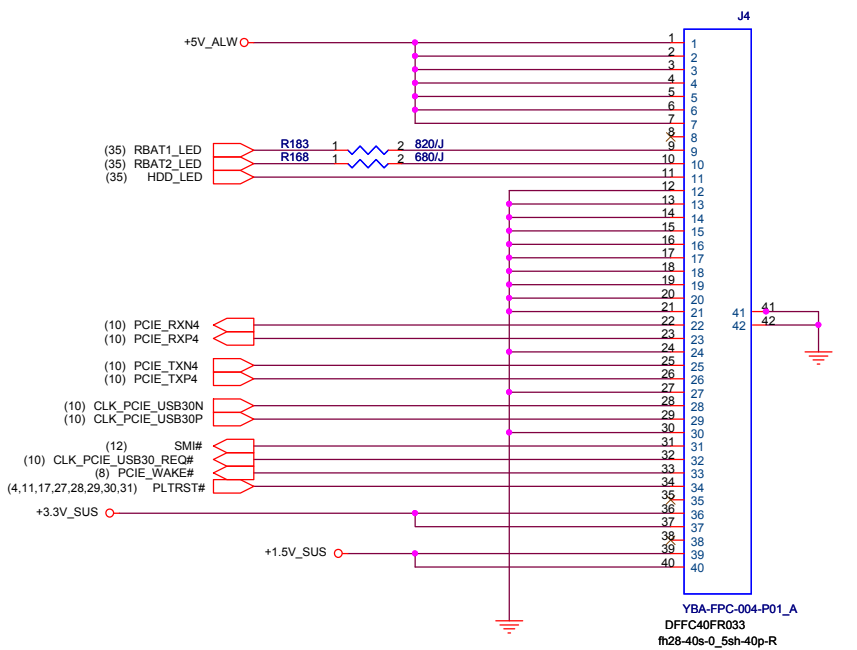 J4
+5V_ALW 1 1
2 2
3 3
4 4
5 5
6 6
7 7
8 8
(35) RBAT1_LED R183 1 2 820/J 9 9
(35) RBAT2_LED R168 1 2 680/J 10 10
(35) HDD_LED 11 11
12 12
13 13
14 14
15 15
16 16
17 17
18 18
19 19
20 20
21 21 41 41
(10) PCIE_RXN4 22 22 42 42
(10) PCIE_RXP4 23 23
24 24
(10) PCIE_TXN4 25 25
(10) PCIE_TXP4 26 26
27 27
(10) CLK_PCIE_USB30N 28 28
(10) CLK_PCIE_USB30P 29 29
30 30
(12) SMI# 31 31
(10) CLK_PCIE_USB30_REQ# 32 32
(8) PCIE_WAKE# 33 33
(4,11,17,27,28,29,30,31) PLTRST# 34 34
35 35
+3.3V_SUS 36 36
37 37
38 38
+1.5V_SUS 39 39
40 40
YBA-FPC-004-P01_A
DFFC40FR033
fh28-40s-0_5sh-40p-R